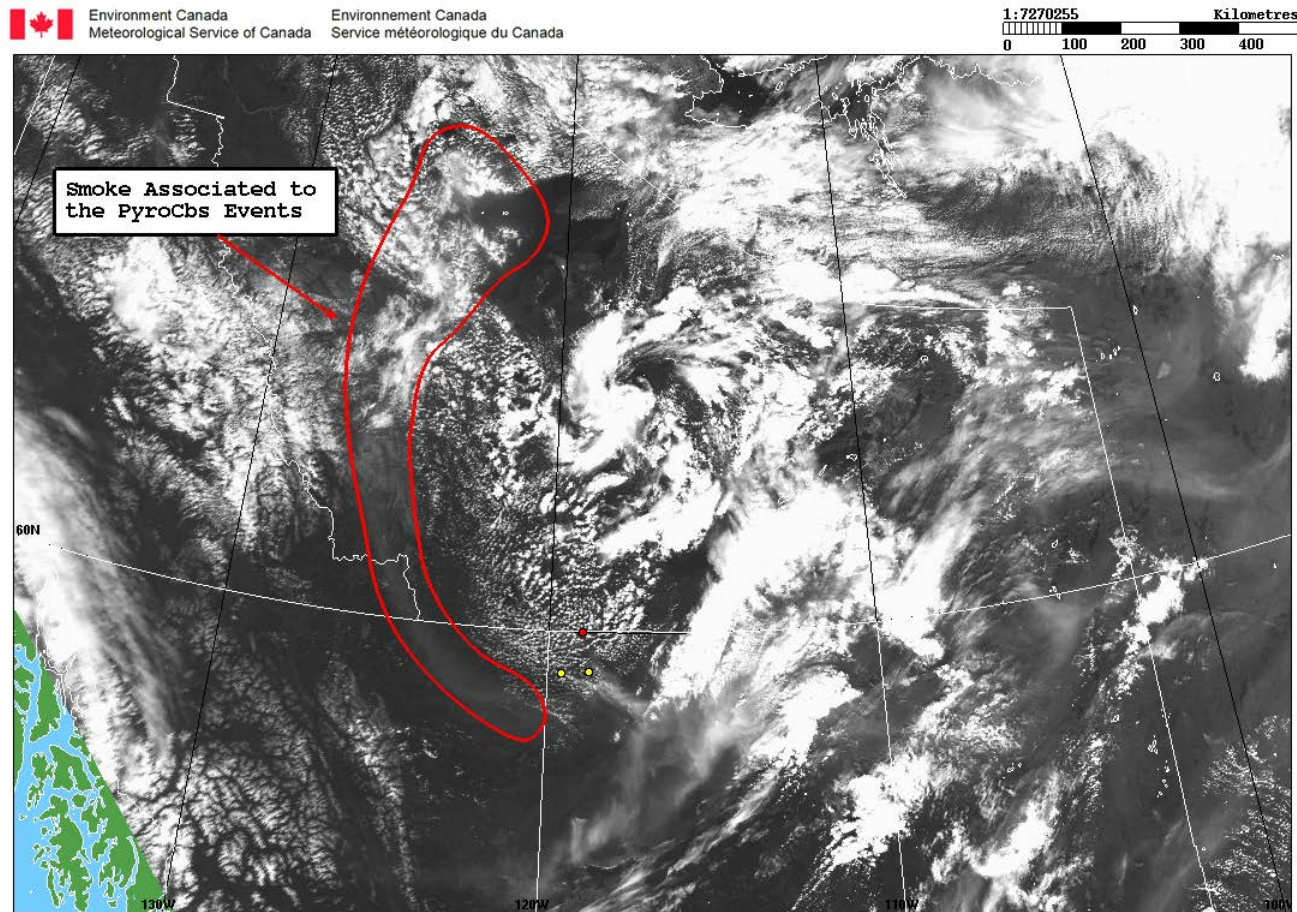 Environment Canada
Meteorological Service of Canada
Environnement Canada
Service météorologique du Canada
1:7270255 Kilometres
0 100 200 300 400
Smoke Associated to
the PyroCbs Events
60N
130W 120W 110W 100W